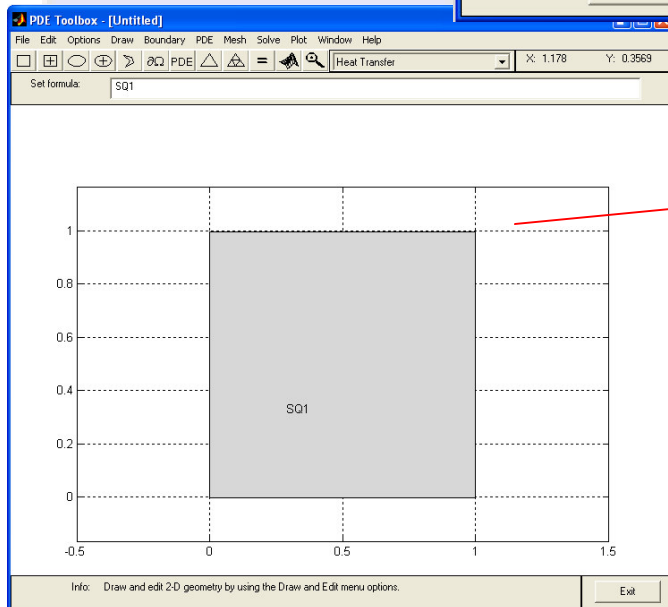 PDE Toolbox - [Untitled]
File Edit Options Draw Boundary PDE Mesh Solve Plot Window Help
∂Ω PDE = Heat Transfer X: 1.178 Y: 0.3569
Set formula: SQ1
1
0.8
0.6
0.4
SQ1
0.2
0
-0.5 0 0.5 1 1.5
Info: Draw and edit 2-D geometry by using the Draw and Edit menu options. Exit